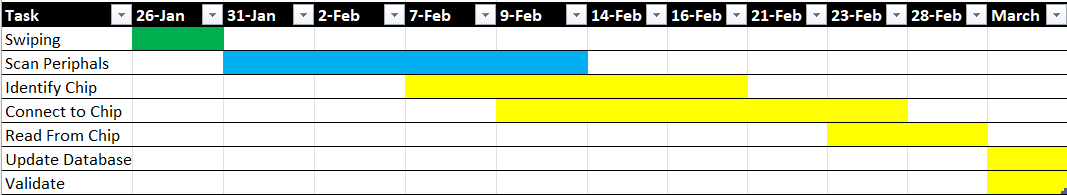 Task 26-Jan 31-Jan 2-Feb 7-Feb 9-Feb 14-Feb 16-Feb 21-Feb 23-Feb 28-Feb March
Swiping
Scan Periphals
Identify Chip
Connect to Chip
Read From Chip
Update Database
Validate